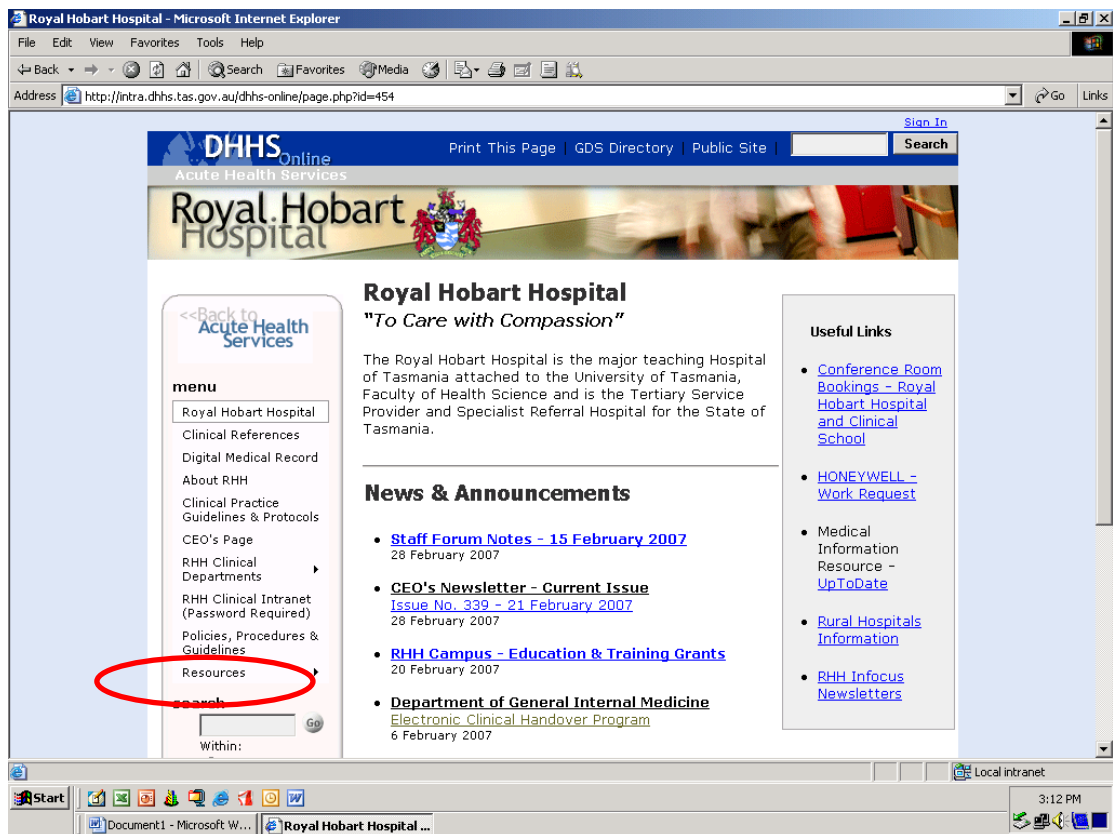 Royal Hobart Hospital - Microsoft Internet Explorer
File Edit View Favorites Tools Help
Back Search Favorites Media
Address http://intra.dhhs.tas.gov.au/dhhs-online/page.php?id=454 Go Links
Sign In
DHHS Online
Print This Page GDS Directory Public Site Search
Acute Health Services
Royal Hobart
Hospital
<<Back to
Acute Health
Services
menu
Royal Hobart Hospital
Clinical References
Digital Medical Record
About RHH
Clinical Practice
Guidelines & Protocols
CEO's Page
RHH Clinical
Departments
RHH Clinical Intranet
(Password Required)
Policies, Procedures &
Guidelines
Resources
search
Go
Within:
Royal Hobart Hospital
"To Care with Compassion"
The Royal Hobart Hospital is the major teaching Hospital
of Tasmania attached to the University of Tasmania,
Faculty of Health Science and is the Tertiary Service
Provider and Specialist Referral Hospital for the State of
Tasmania.
News & Announcements
Staff Forum Notes - 15 February 2007
28 February 2007
CEO's Newsletter - Current Issue
Issue No. 339 - 21 February 2007
28 February 2007
RHH Campus - Education & Training Grants
20 February 2007
Department of General Internal Medicine
Electronic Clinical Handover Program
6 February 2007
Useful Links
Conference Room
Bookings - Royal
Hobart Hospital
and Clinical
School
HONEYWELL -
Work Request
Medical
Information
Resource -
UpToDate
Rural Hospitals
Information
RHH Infocus
Newsletters
Local intranet
Start
3:12 PM
Document1 - Microsoft W... Royal Hobart Hospital ...